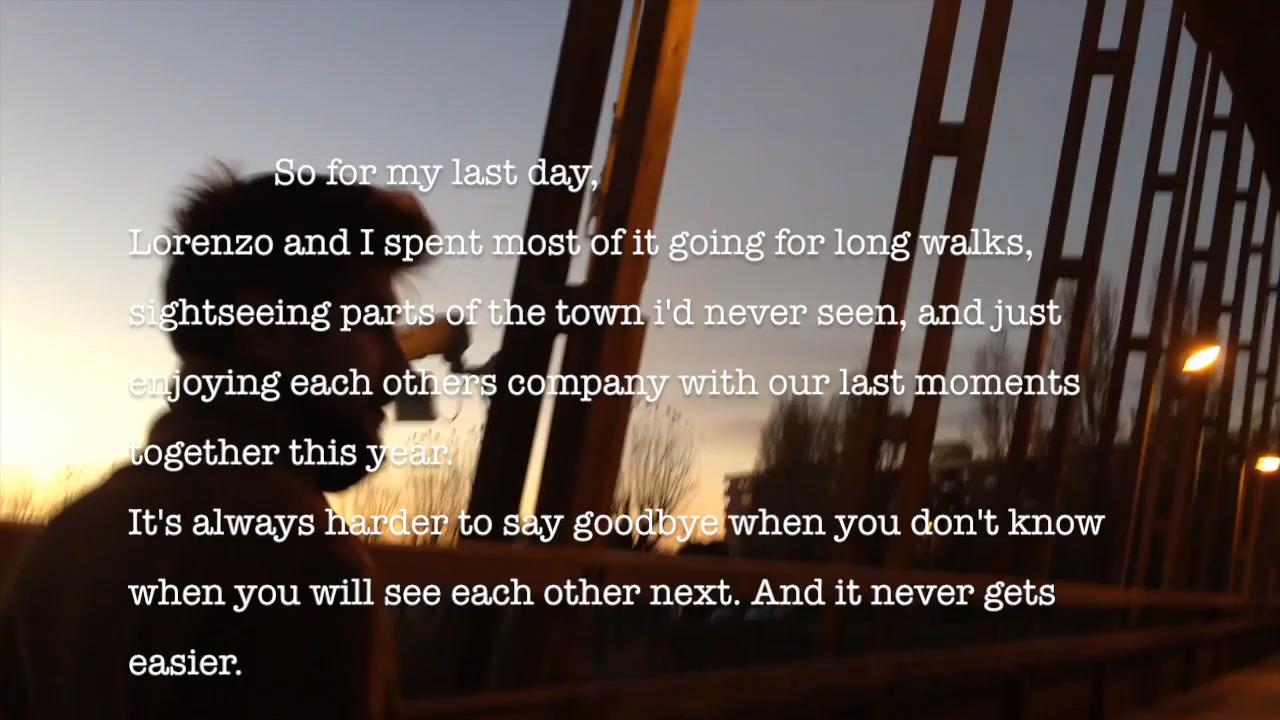 So for my last day,
Lorenzo and I spent most of it going for long walks,
sightseeing parts of the town i'd never seen, and just
enjoying each others company with our last moments
together this year.
It's always harder to say goodbye when you don't know
when you will see each other next. And it never gets
easier.